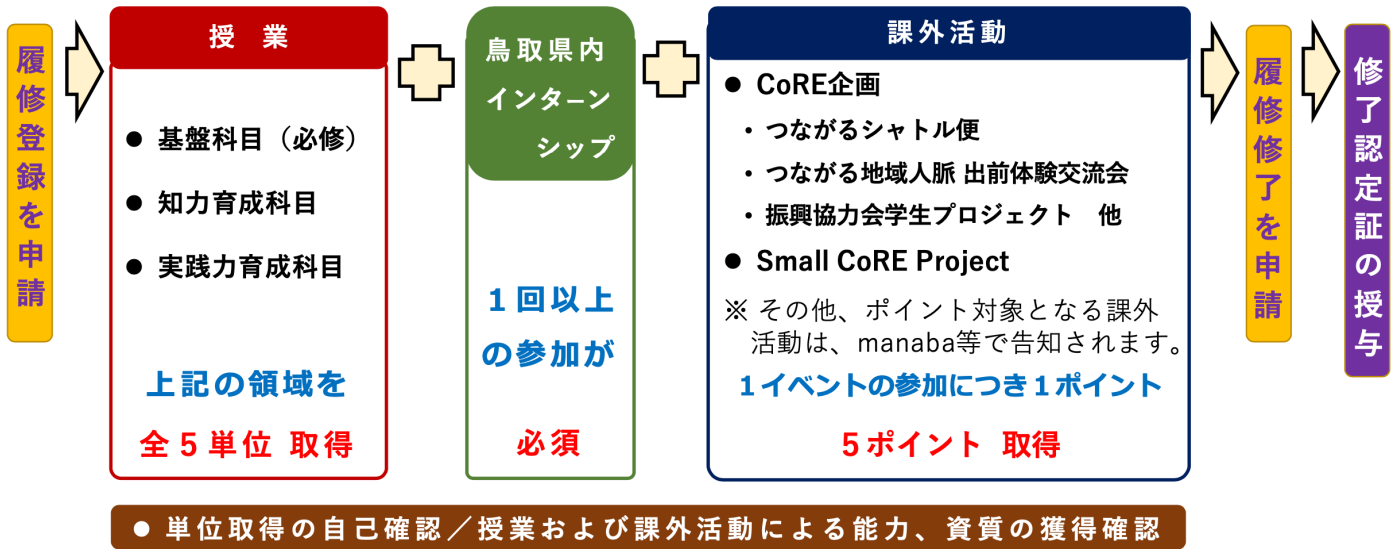 履修登録を申請
授 業
● 基盤科目（必修）
● 知力育成科目
● 実践力育成科目
上記の領域を
全５単位 取得
鳥取県内
インターン
シップ
１回以上
の参加が
必須
課外活動
● CoRE企画
・ つながるシャトル便
・ つながる地域人脈 出前体験交流会
・ 振興協力会学生プロジェクト　他
● Small CoRE Project
※ その他、ポイント対象となる課外
活動は、manaba等で告知されます。
１イベントの参加につき１ポイント
５ポイント 取得
履修修了を申請
修了認定証の授与
● 単位取得の自己確認／授業および課外活動による能力、資質の獲得確認